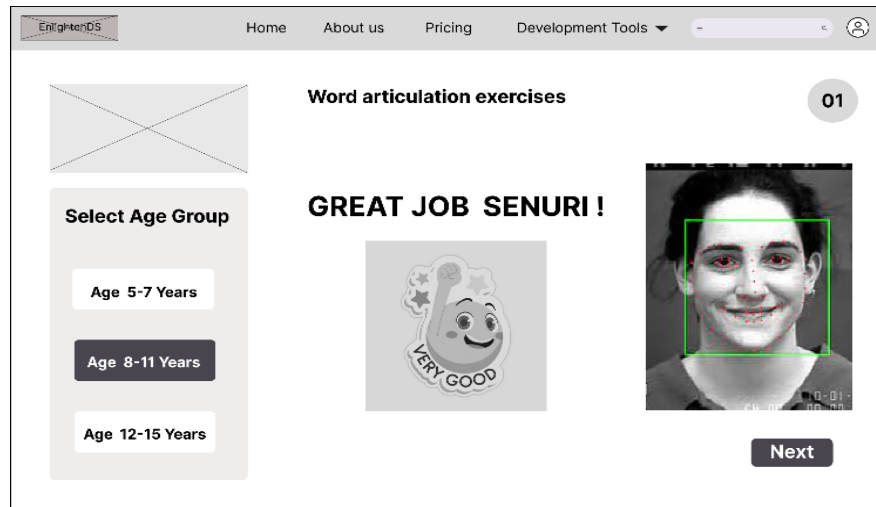 EnlightenDS
Home About us Pricing Development Tools
Word articulation exercises
01
Select Age Group
GREAT JOB SENURI !
Age 5-7 Years
VERY GOOD
Age 8-11 Years
Age 12-15 Years
Next